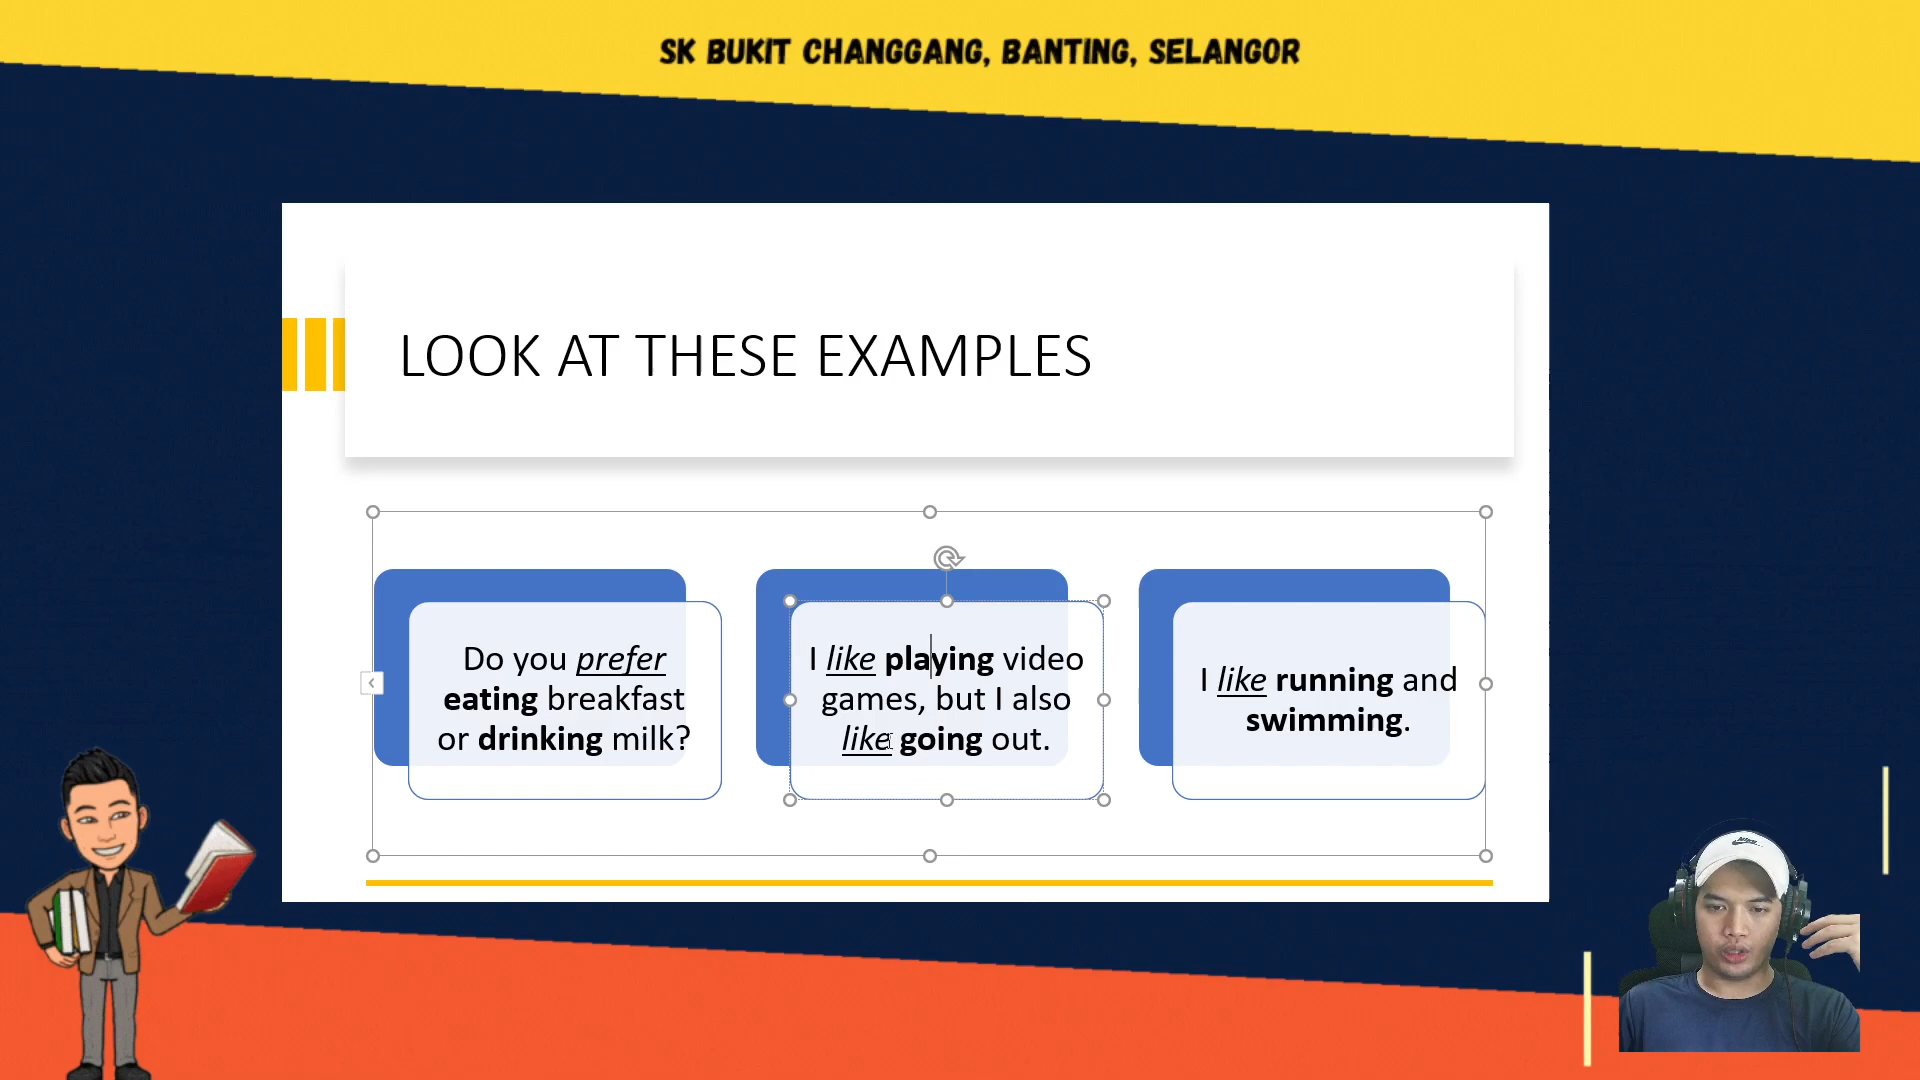 SK BUKIT CHANGGANG, BANTING, SELANGOR
LOOK AT THESE EXAMPLES
Do you prefer
eating breakfast
or drinking milk?
I like playing video
games, but I also
like going out.
I like running and
swimming.